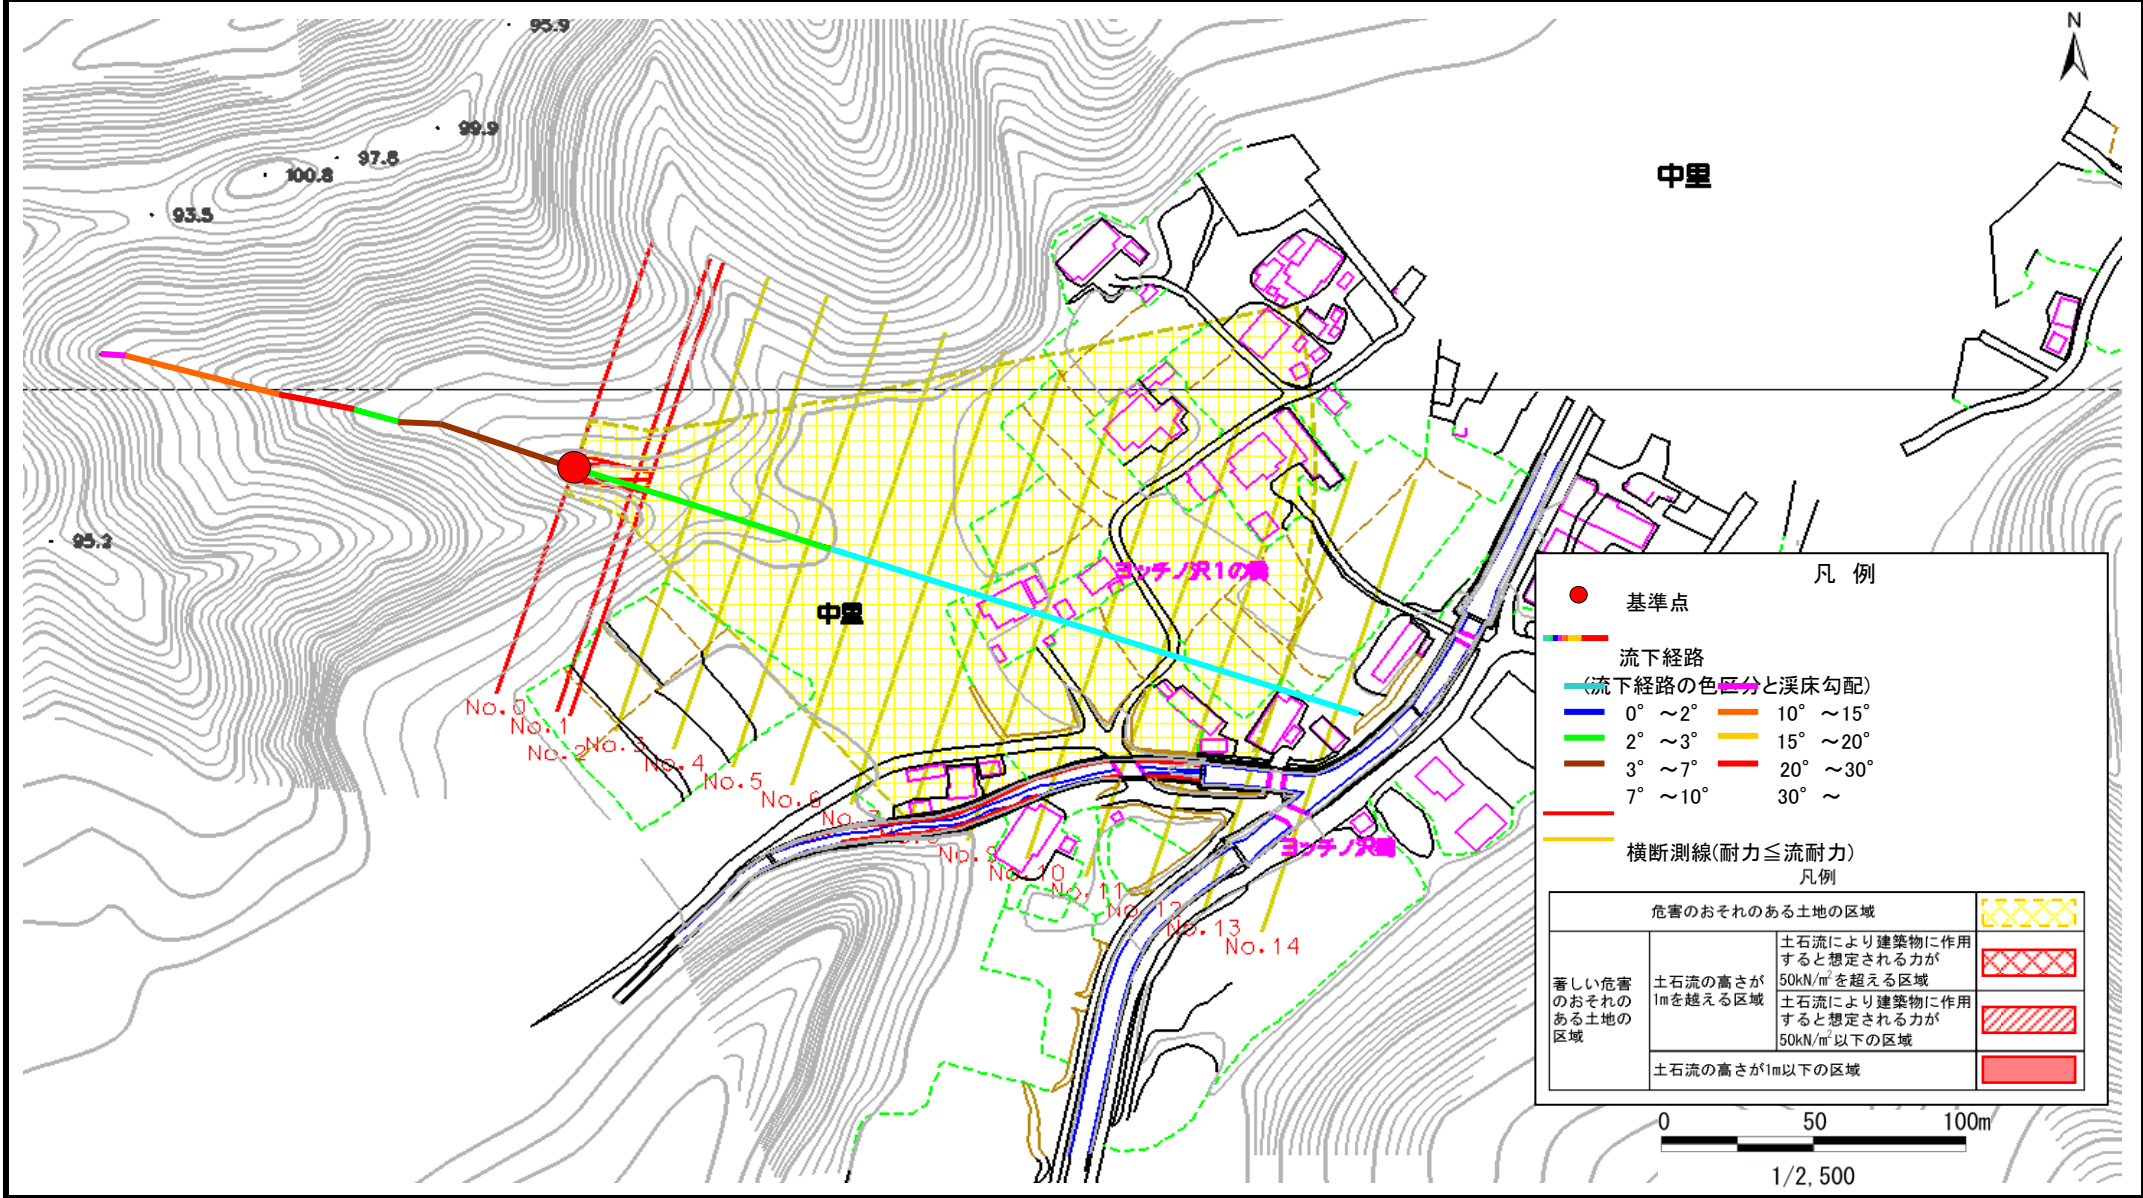 95.9
N
99.9
97.8
100.8
93.5
中里
95.2
ヨッチノ沢1の橋
中里
No.0
No.1
No.2
No.3
No.4
No.5
No.6
No.7
No.9
No.10
No.11
No.12
No.13
No.14
ヨッチノ沢橋
凡 例
基準点
流下経路
(流下経路の色区分と渓床勾配)
0° ～2° 10° ～15°
2° ～3° 15° ～20°
3° ～7° 20° ～30°
7° ～10° 30° ～
横断測線(耐力≦流耐力)
凡例
危害のおそれのある土地の区域
著しい危害
のおそれの
ある土地の
区域
土石流の高さが
1mを越える区域
土石流により建築物に作用
すると想定される力が
50kN/㎡を超える区域
土石流により建築物に作用
すると想定される力が
50kN/㎡以下の区域
土石流の高さが1m以下の区域
0 50 100m
1/2,500